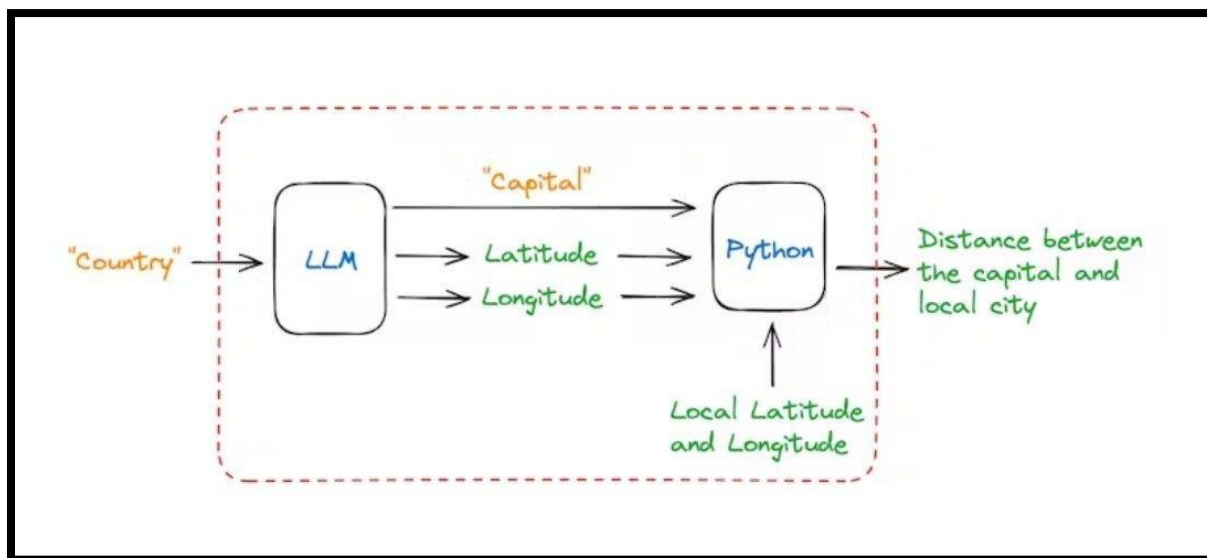 "Capital"
"Country"
LLM
Latitude
Longitude
Python
Distance between
the capital and
local city
Local Latitude
and Longitude